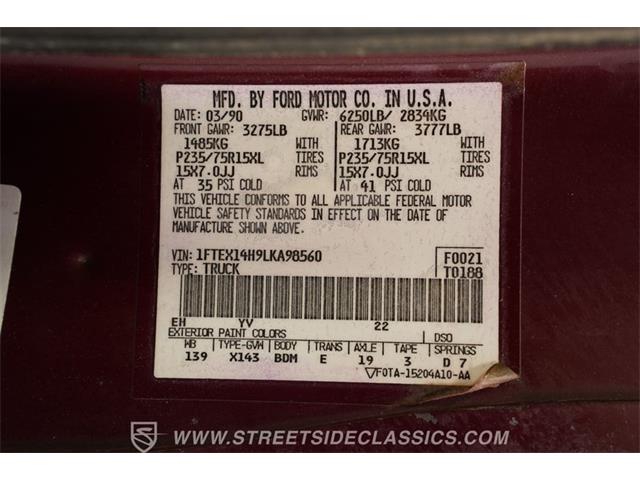 MFD. BY FORD MOTOR CO. IN U.S.A.
DATE: 03/90 GVWR: 6250LB/ 2834KG
FRONT GAWR: 3275LB REAR GAWR: 3777LB
1485KG WITH 1713KG WITH
P235/75R15XL TIRES P235/75R15XL TIRES
15X7.0JJ RIMS 15X7.0JJ RIMS
AT 35 PSI COLD AT 41 PSI COLD
THIS VEHICLE CONFORMS TO ALL APPLICABLE FEDERAL MOTOR
VEHICLE SAFETY STANDARDS IN EFFECT ON THE DATE OF
MANUFACTURE SHOWN ABOVE.
VIN: 1FTEX14H9LKA98560 F0021
TYPE: TRUCK T0188
EH YV 22
EXTERIOR PAINT COLORS DSO
WB TYPE-GVW BODY TRANS AXLE TAPE SPRINGS
139 X143 BDM E 19 3 D 7
F0TA-15204A10-AA
WWW.STREETSIDECLASSICS.COM